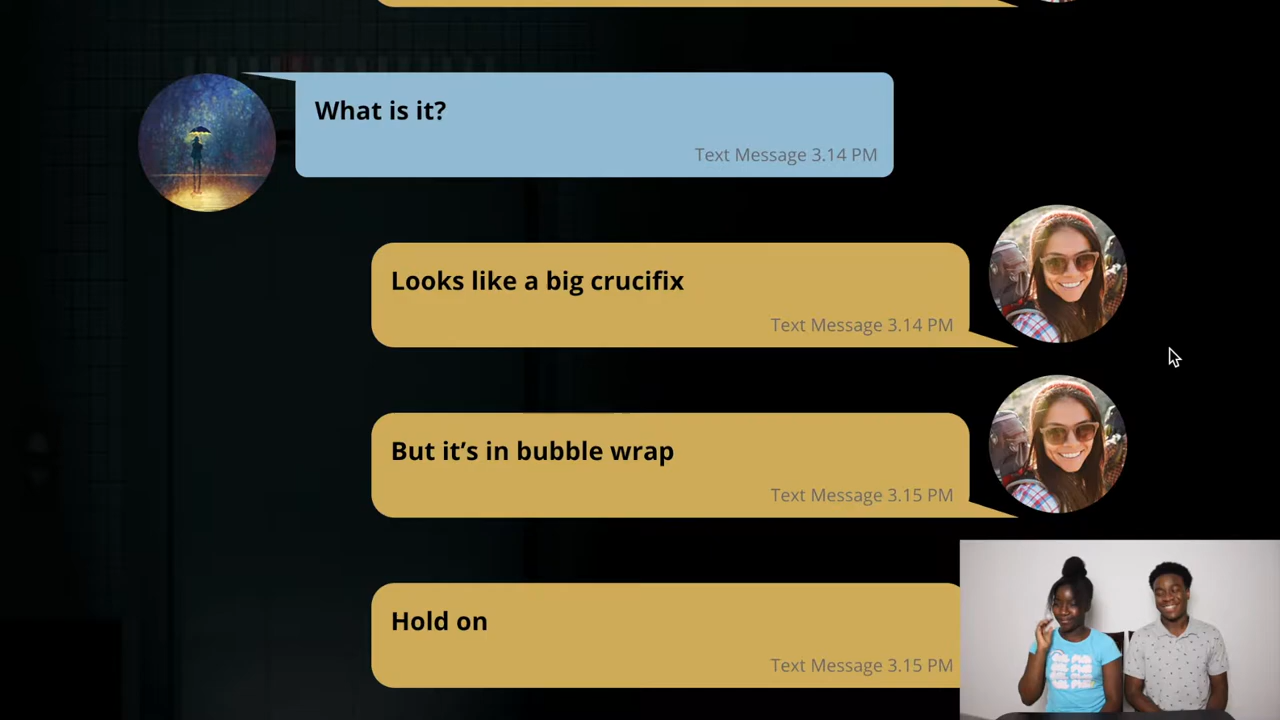 What is it?
Text Message 3.14 PM
Looks like a big crucifix
Text Message 3.14 PM
But it’s in bubble wrap
Text Message 3.15 PM
Hold on
Text Message 3.15 PM